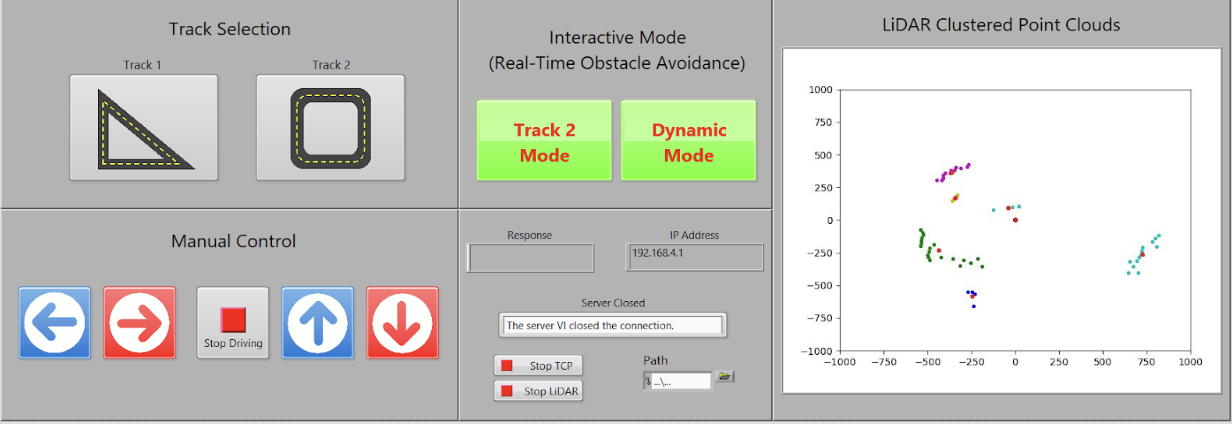 Track Selection
Track 1
Track 2
Interactive Mode
(Real-Time Obstacle Avoidance)
Track 2
Mode
Dynamic
Mode
Manual Control
Stop Driving
Response
IP Address
192.168.4.1
Server Closed
The server VI closed the connection.
Stop TCP
Stop LiDAR
Path
...\...
LiDAR Clustered Point Clouds
1000
750
500
250
0
−250
−500
−750
−1000
−1000
−750
−500
−250
0
250
500
750
1000